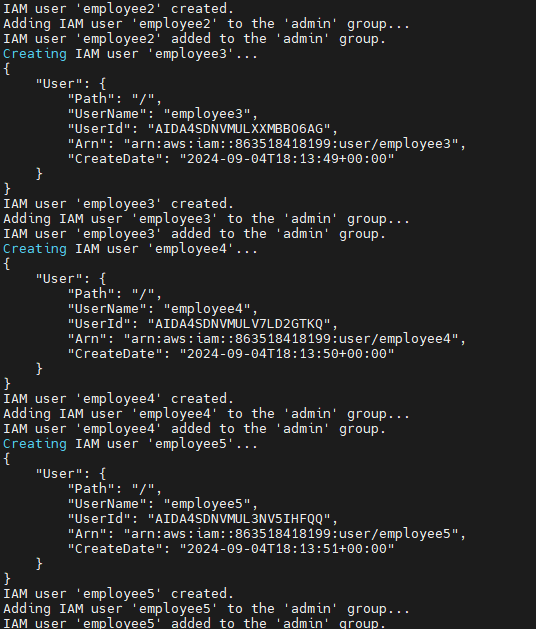 IAM user 'employee2' created.
Adding IAM user 'employee2' to the 'admin' group...
IAM user 'employee2' added to the 'admin' group.
Creating IAM user 'employee3'...
{
    "User": {
        "Path": "/",
        "UserName": "employee3",
        "UserId": "AIDA4SDNVMULXXMBBO6AG",
        "Arn": "arn:aws:iam::863518418199:user/employee3",
        "CreateDate": "2024-09-04T18:13:49+00:00"
    }
}
IAM user 'employee3' created.
Adding IAM user 'employee3' to the 'admin' group...
IAM user 'employee3' added to the 'admin' group.
Creating IAM user 'employee4'...
{
    "User": {
        "Path": "/",
        "UserName": "employee4",
        "UserId": "AIDA4SDNVMULV7LD2GTKQ",
        "Arn": "arn:aws:iam::863518418199:user/employee4",
        "CreateDate": "2024-09-04T18:13:50+00:00"
    }
}
IAM user 'employee4' created.
Adding IAM user 'employee4' to the 'admin' group...
IAM user 'employee4' added to the 'admin' group.
Creating IAM user 'employee5'...
{
    "User": {
        "Path": "/",
        "UserName": "employee5",
        "UserId": "AIDA4SDNVMUL3NV5IHFQQ",
        "Arn": "arn:aws:iam::863518418199:user/employee5",
        "CreateDate": "2024-09-04T18:13:51+00:00"
    }
}
IAM user 'employee5' created.
Adding IAM user 'employee5' to the 'admin' group...
IAM user 'employee5' added to the 'admin' group.